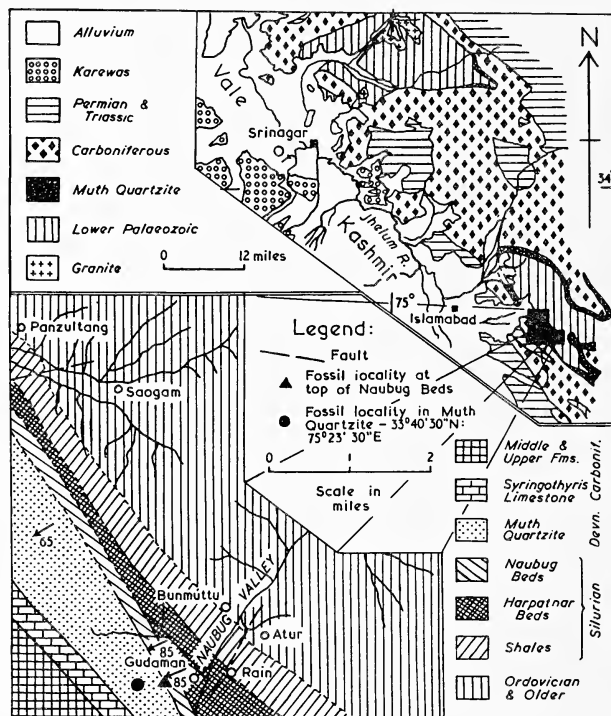 Alluvium
Karewas
Permian &
Triassic
Carboniferous
Muth Quartzite
Lower Palaeozoic
Granite
0 12 miles
Vale
Srinagar
Kashmir
Jhelum R.
Islamabad
75°
34°
N
Legend:
Fault
Fossil locality at
top of Naubug Beds
Fossil locality in Muth
Quartzite – 33°40'30"N:
75°23'30"E
0 1 2
Scale in
miles
Panzultang
Saogam
65
Bunmuttu
NAUBUG VALLEY
Atur
85
Gudaman
85
Rain
Middle &
Upper Fms.
Syringothyris
Limestone
Muth
Quartzite
Naubug
Beds
Harpatnar
Beds
Shales
Ordovician
& Older
Carbonif.
Devn.
Silurian